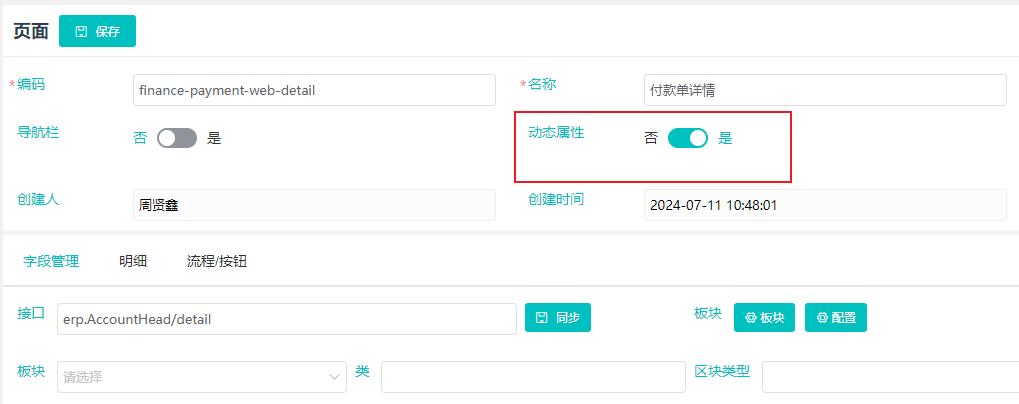 页面 保存
*编码 finance-payment-web-detail *名称 付款单详情
导航栏 否 是 动态属性 否 是
创建人 周贤鑫 创建时间 2024-07-11 10:48:01
字段管理 明细 流程/按钮
接口 erp.AccountHead/detail 同步 板块 板块 配置
板块 请选择 类 区块类型